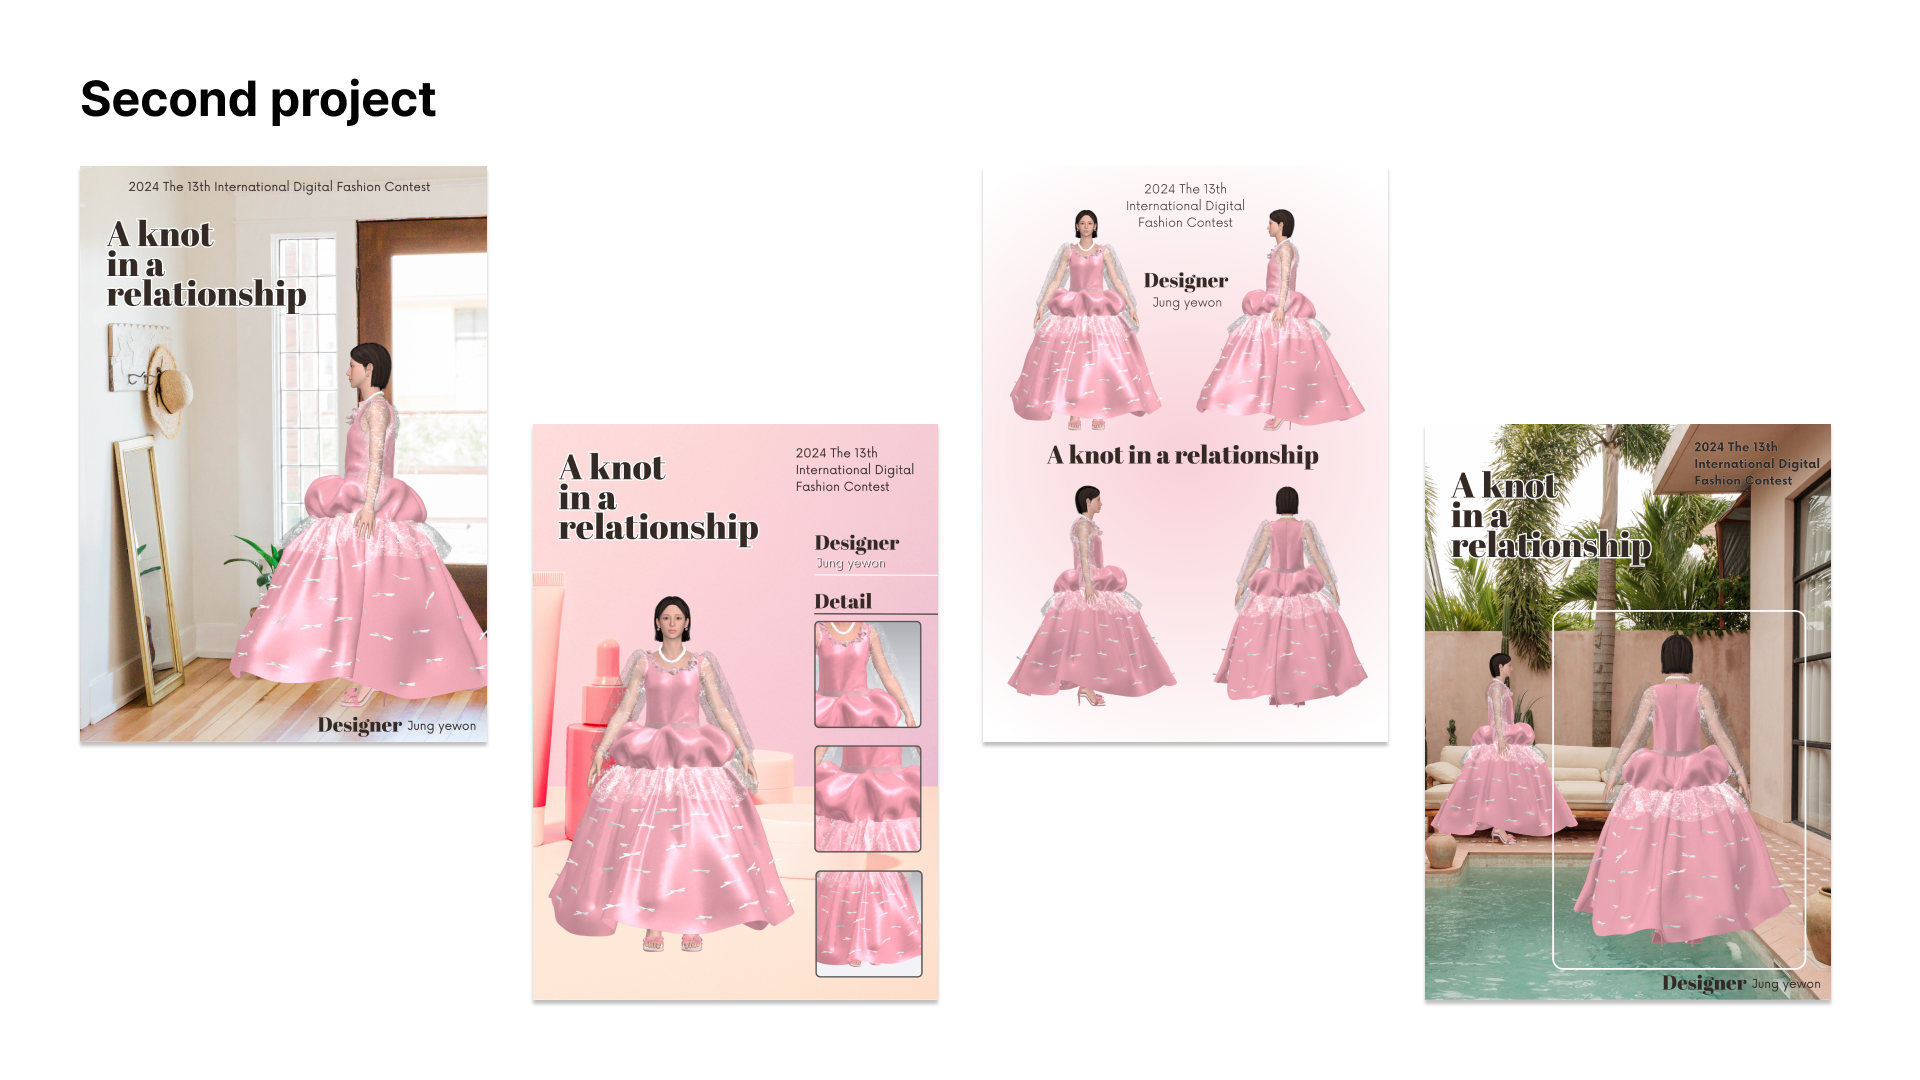 Second project
2024 The 13th International Digital Fashion Contest
A knot
in a
relationship
Designer Jung yewon
A knot
in a
relationship
2024 The 13th
International Digital
Fashion Contest
Designer
Jung yewon
Detail
2024 The 13th
International Digital
Fashion Contest
Designer
Jung yewon
A knot in a relationship
2024 The 13th
International Digital
Fashion Contest
A knot
in a
relationship
Designer Jung yewon